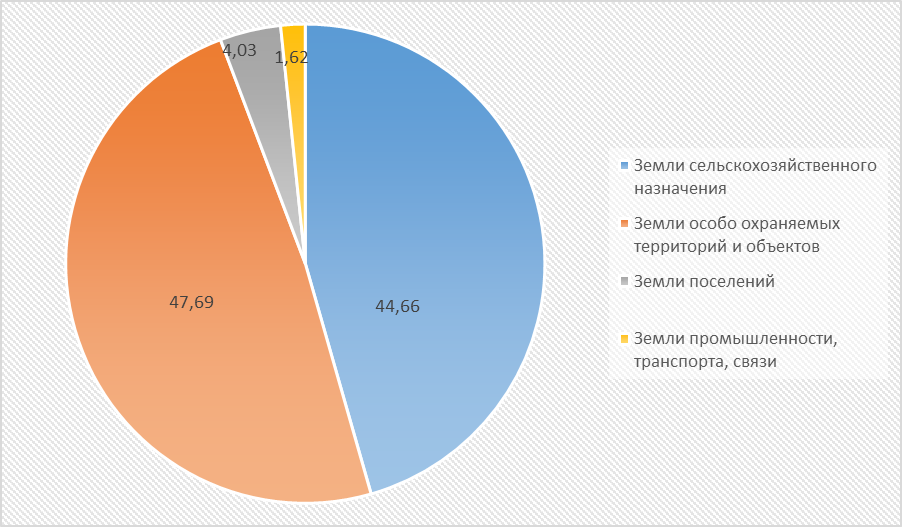 4,03
1,62
47,69
44,66
Земли сельскохозяйственного
назначения
Земли особо охраняемых
территорий и объектов
Земли поселений
Земли промышленности,
транспорта, связи